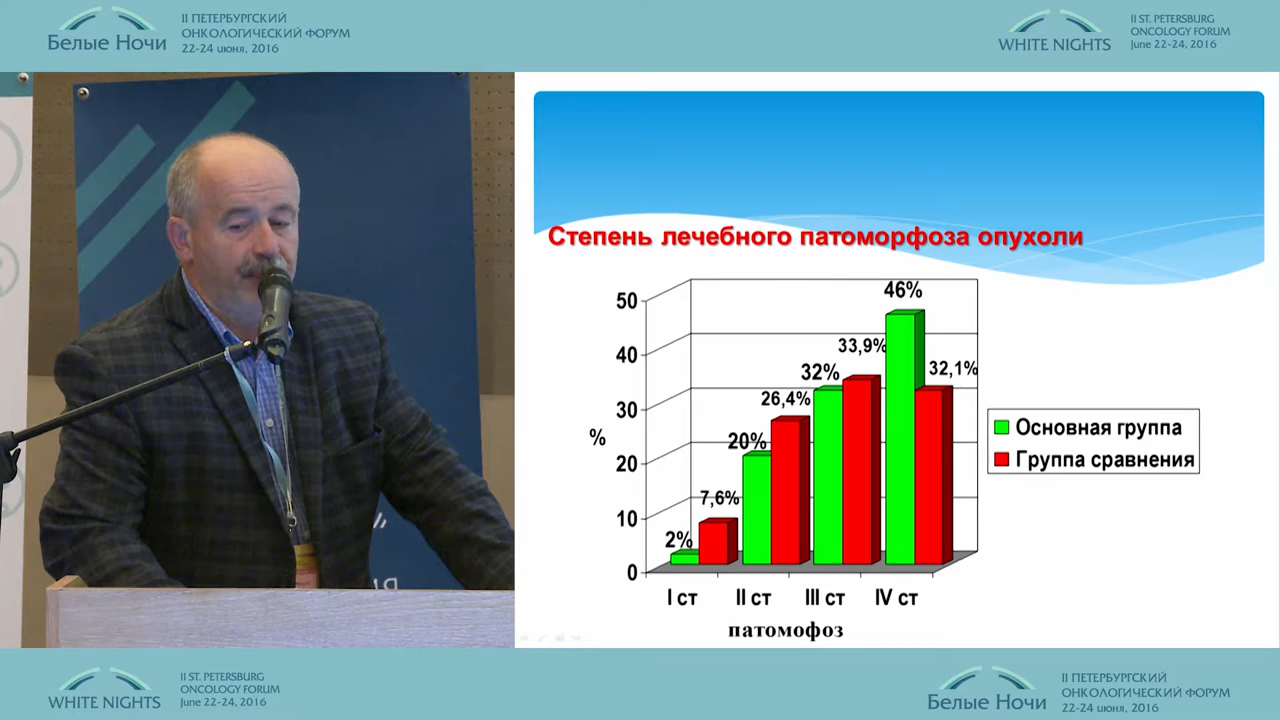 Белые Ночи
II ПЕТЕРБУРГСКИЙ
ОНКОЛОГИЧЕСКИЙ ФОРУМ
22-24 июня, 2016
WHITE NIGHTS
II ST. PETERSBURG
ONCOLOGY FORUM
June 22-24, 2016
Степень лечебного патоморфоза опухоли
50
40
30
20
10
0
%
2%
7,6%
20%
26,4%
32%
33,9%
46%
32,1%
I ст
II ст
III ст
IV ст
патомофоз
Основная группа
Группа сравнения
WHITE NIGHTS
II ST. PETERSBURG
ONCOLOGY FORUM
June 22-24, 2016
Белые Ночи
II ПЕТЕРБУРГСКИЙ
ОНКОЛОГИЧЕСКИЙ ФОРУМ
22-24 июня, 2016